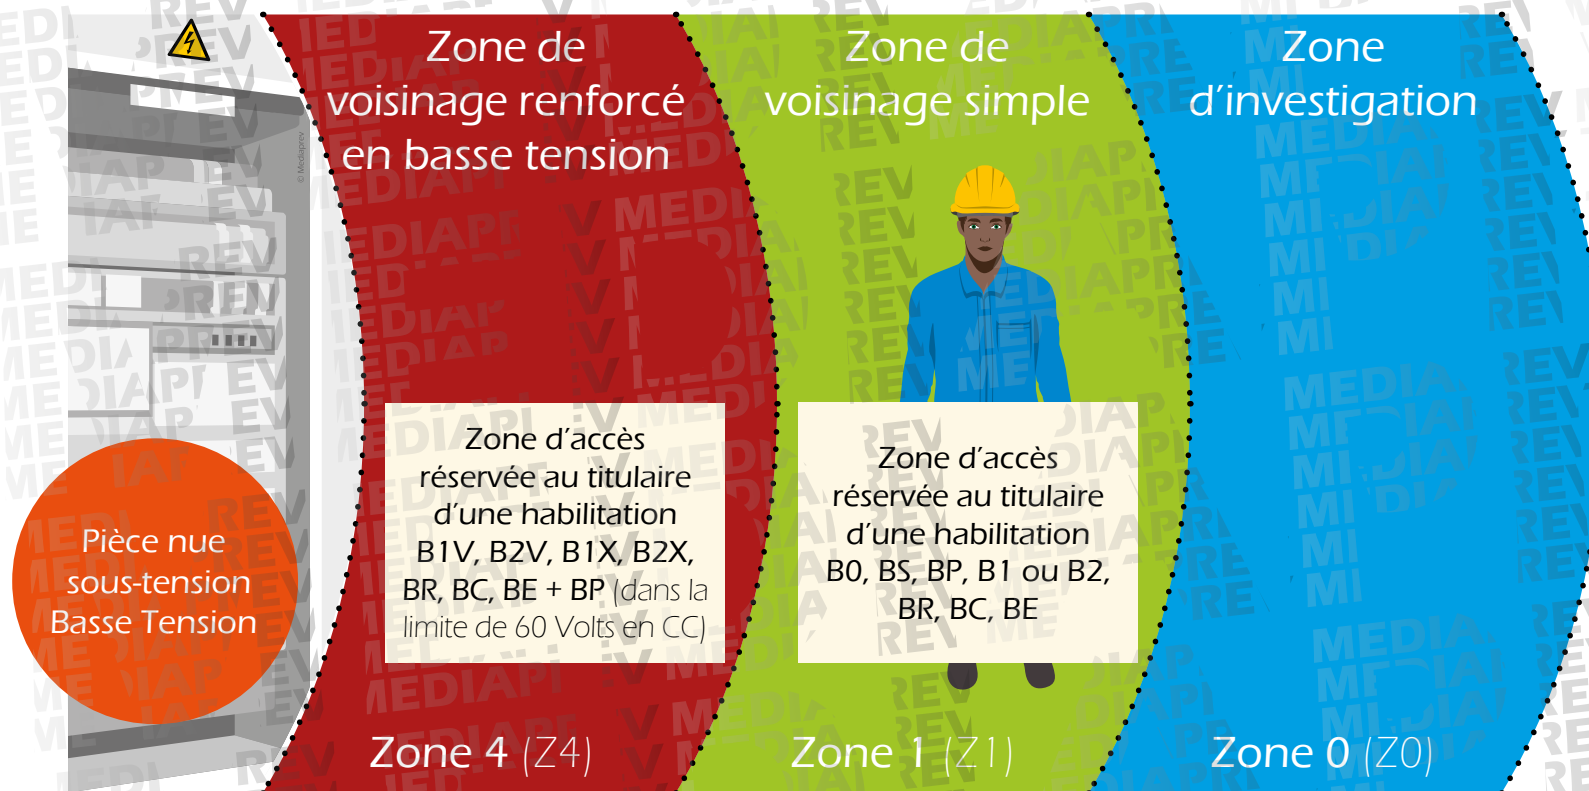 Zone de
voisinage renforcé
en basse tension
Zone de
voisinage simple
Zone
d'investigation
© Mediaprev
Zone d'accès
réservée au titulaire
d'une habilitation
B1V, B2V, B1X, B2X,
BR, BC, BE + BP (dans la
limite de 60 Volts en CC)
Zone d'accès
réservée au titulaire
d'une habilitation
B0, BS, BP, B1 ou B2,
BR, BC, BE
Pièce nue
sous-tension
Basse Tension
Zone 4 (Z4)
Zone 1 (Z1)
Zone 0 (Z0)